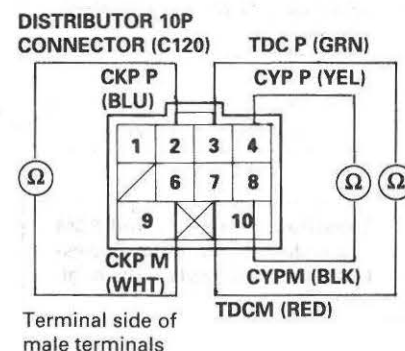 DISTRIBUTOR 10P
CONNECTOR (C120)
TDC P (GRN)
CKP P
(BLU)
CYP P (YEL)
1 2 3 4
6 7 8
9 10
Ω Ω Ω
CKP M
(WHT)
CYPM (BLK)
TDCM (RED)
Terminal side of
male terminals